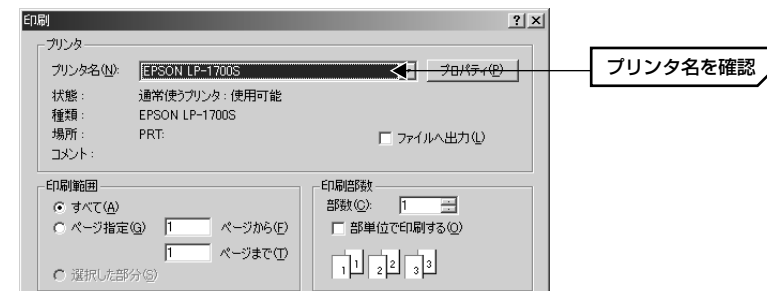 印刷
プリンタ
プリンタ名(N): EPSON LP-1700S プロパティ(P)
プリンタ名を確認
状態: 通常使うプリンタ : 使用可能
種類: EPSON LP-1700S
場所: PRT:
ファイルへ出力(L)
コメント:
印刷範囲
すべて(A)
ページ指定(G) 1 ページから(F)
1 ページまで(T)
選択した部分(S)
印刷部数
部数(C): 1
部単位で印刷する(O)
1 1 2 2 3 3